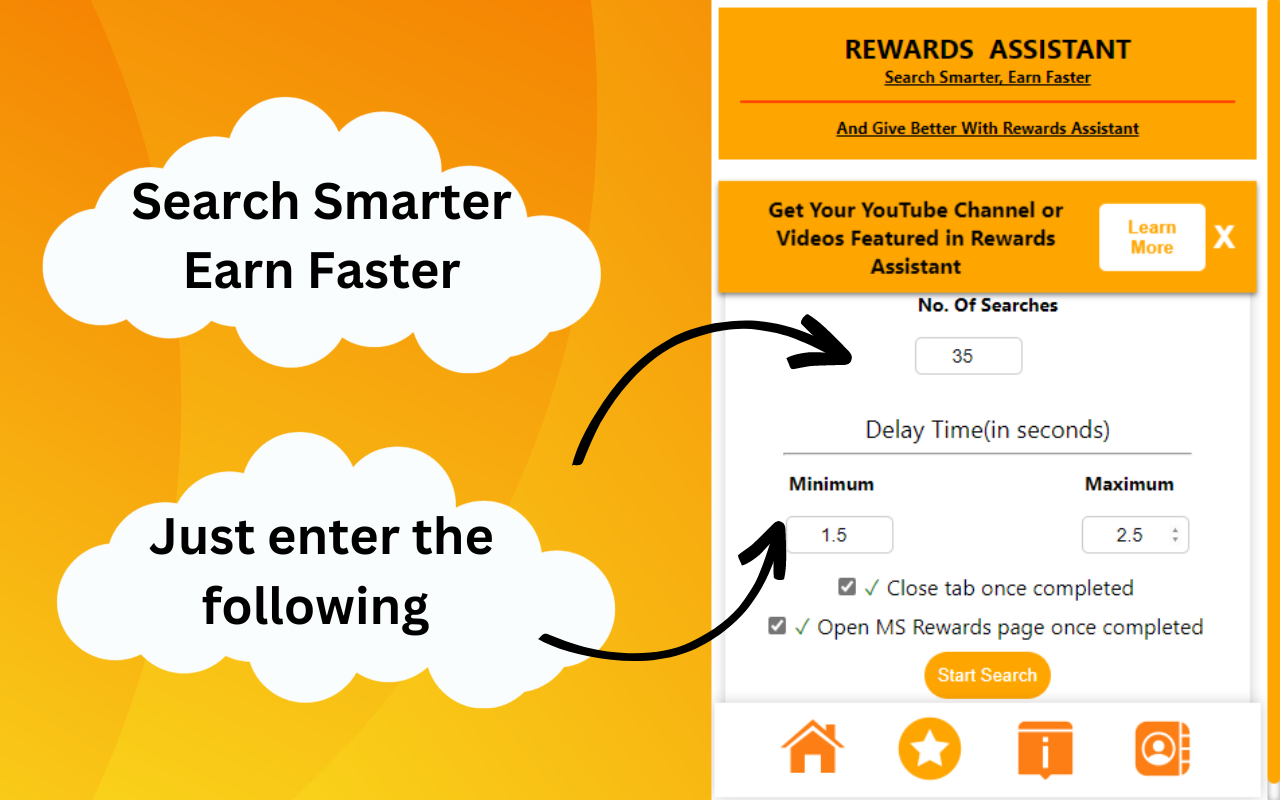 Search Smarter
Earn Faster
Just enter the
following
REWARDS ASSISTANT
Search Smarter, Earn Faster
And Give Better With Rewards Assistant
Get Your YouTube Channel or
Videos Featured in Rewards
Assistant
Learn
More
X
No. Of Searches
35
Delay Time(in seconds)
Minimum
Maximum
1.5
2.5
✓ Close tab once completed
✓ Open MS Rewards page once completed
Start Search
i